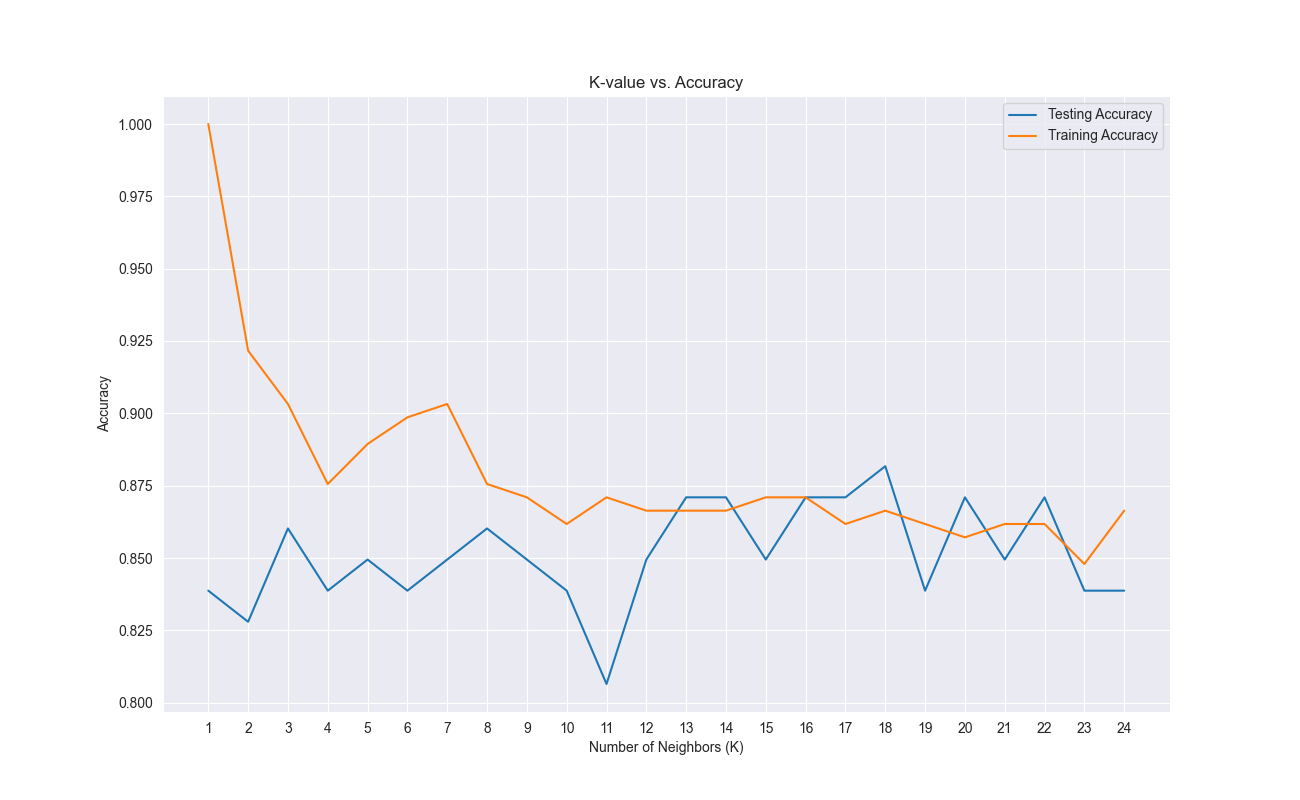 K-value vs. Accuracy
Testing Accuracy
Training Accuracy
1.000
0.975
0.950
0.925
0.900
0.875
0.850
0.825
0.800
Accuracy
1 2 3 4 5 6 7 8 9 10 11 12 13 14 15 16 17 18 19 20 21 22 23 24
Number of Neighbors (K)